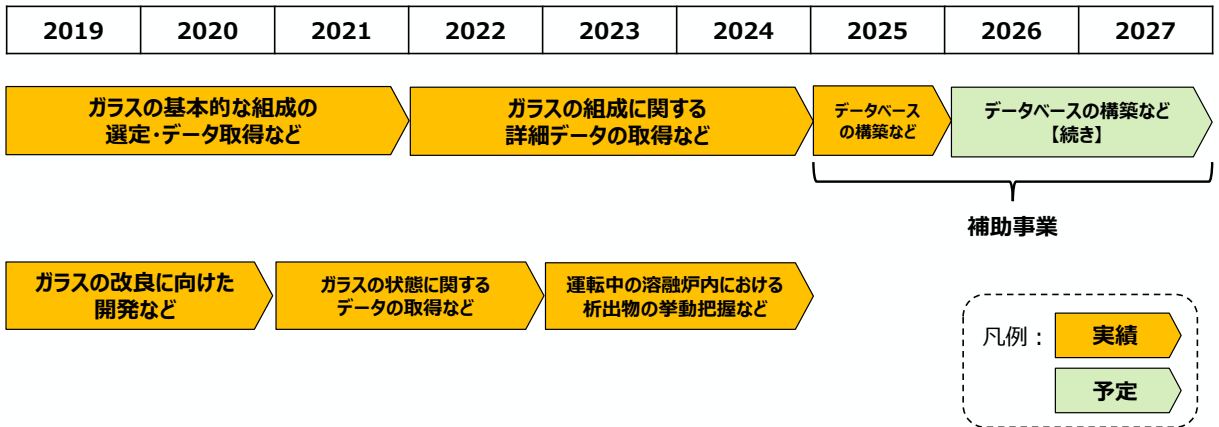 2019 2020 2021 2022 2023 2024 2025 2026 2027
ガラスの基本的な組成の
選定・データ取得など
ガラスの組成に関する
詳細データの取得など
データベース
の構築など
データベースの構築など
【続き】
補助事業
ガラスの改良に向けた
開発など
ガラスの状態に関する
データの取得など
運転中の溶融炉内における
析出物の挙動把握など
凡例：
実績
予定